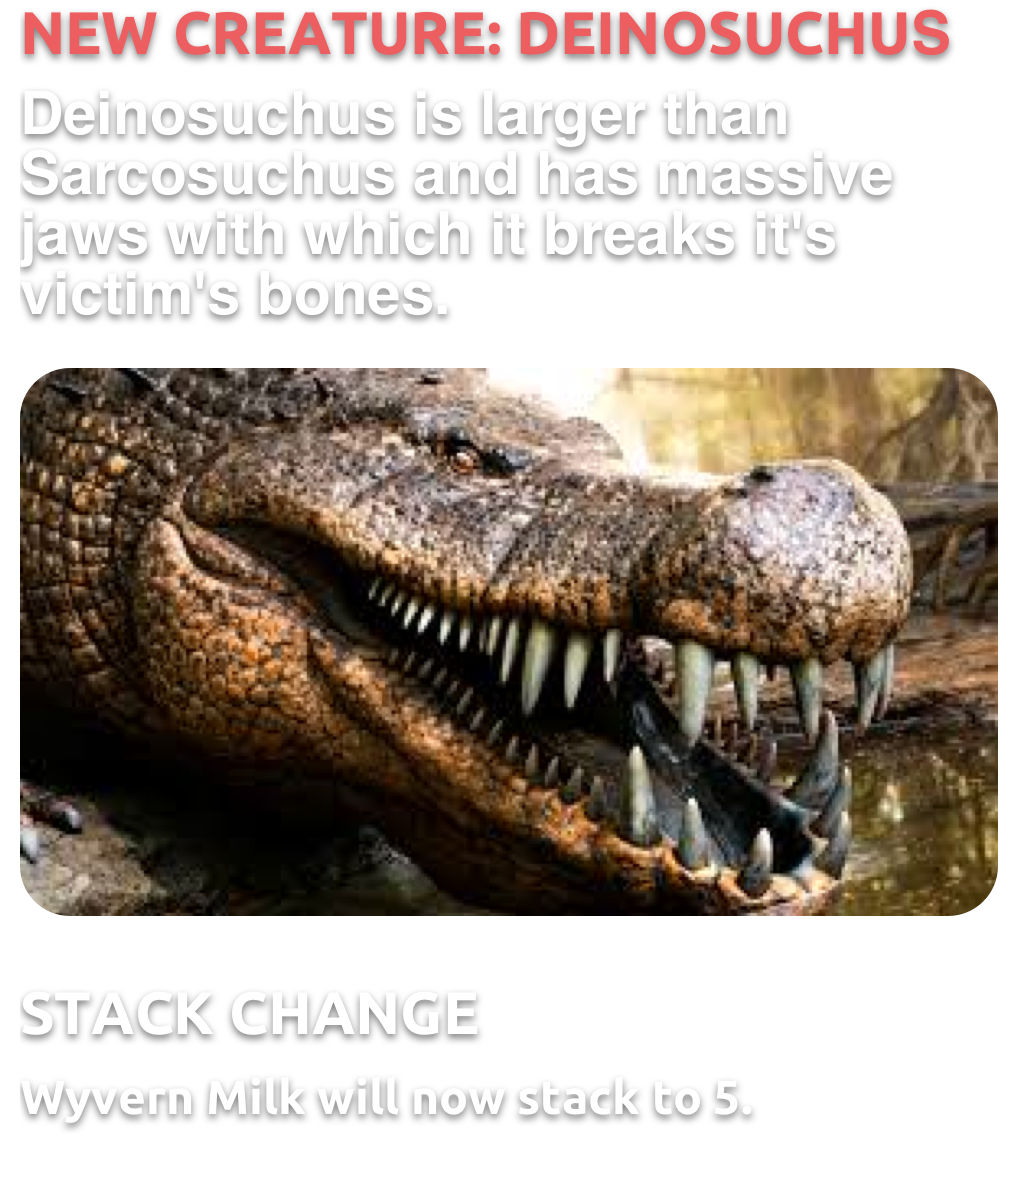 NEW CREATURE: DEINOSUCHUS
Deinosuchus is larger than
Sarcosuchus and has massive
jaws with which it breaks it's
victim's bones.
STACK CHANGE
Wyvern Milk will now stack to 5.